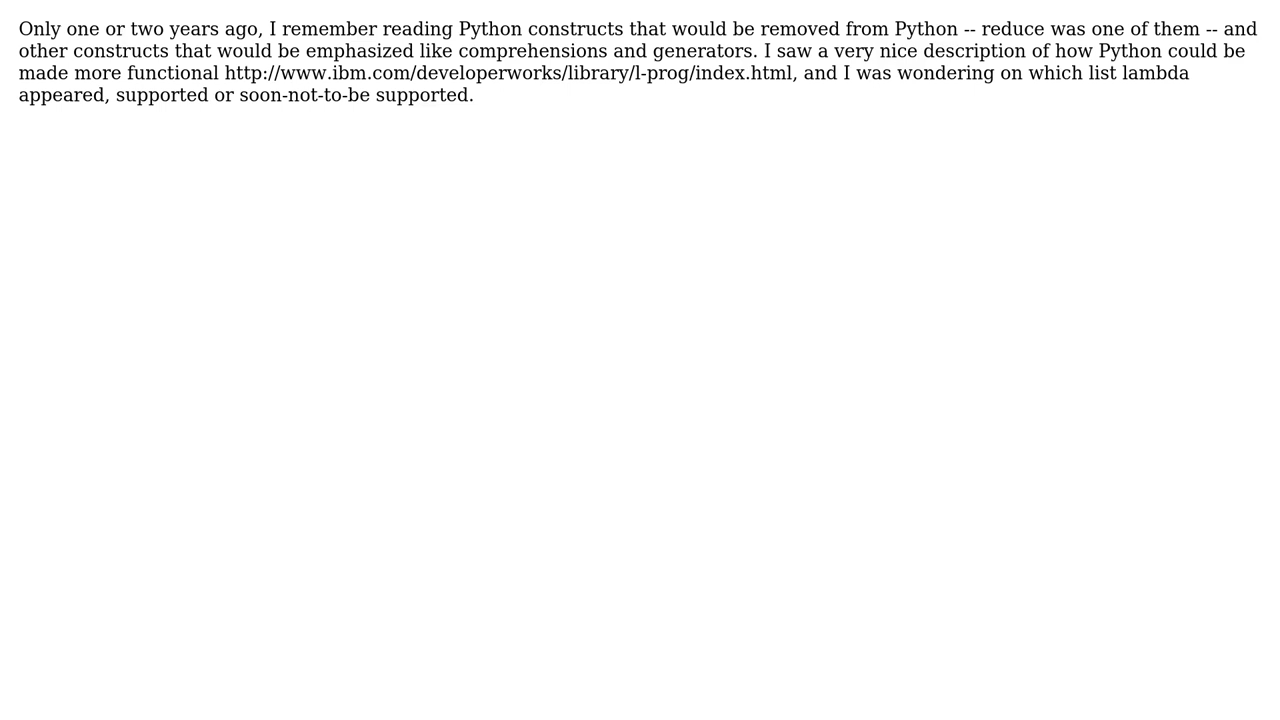 Only one or two years ago, I remember reading Python constructs that would be removed from Python -- reduce was one of them -- and
other constructs that would be emphasized like comprehensions and generators. I saw a very nice description of how Python could be
made more functional http://www.ibm.com/developerworks/library/l-prog/index.html, and I was wondering on which list lambda
appeared, supported or soon-not-to-be supported.